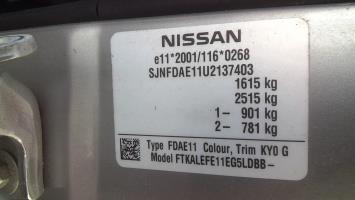 NISSAN
e11*2001/116*0268
SJNFDAE11U2137403
1615 kg
2515 kg
1- 901 kg
2- 781 kg
Type FDAE11 Colour, Trim KY0 G
Model FTKALEFE11EG5LDBB-